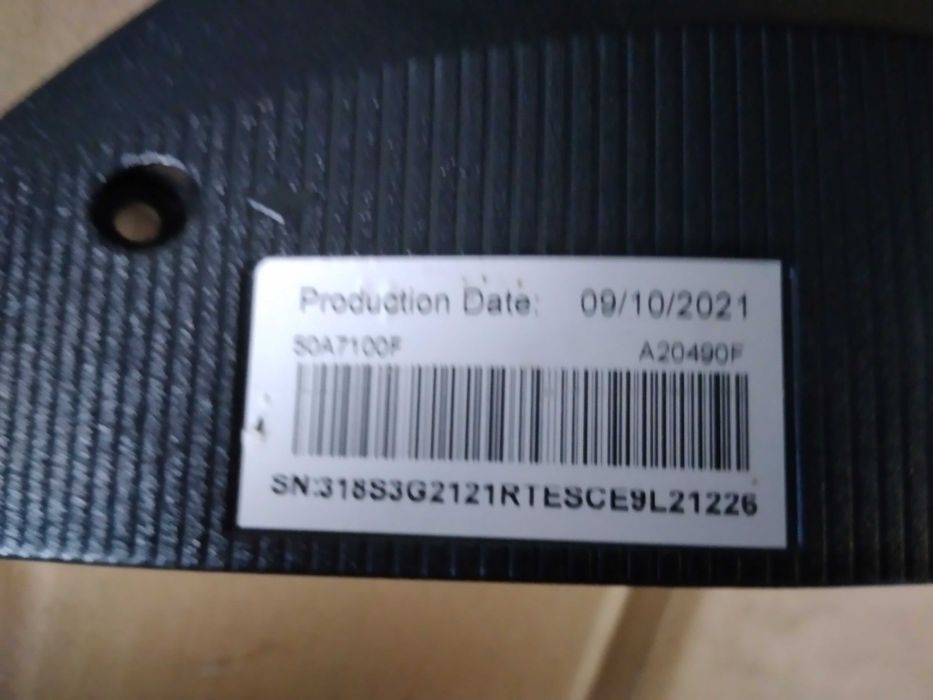 Production Date: 09/10/2021
50A7100F A20490F
SN:318S3G2121RTESCE9L21226